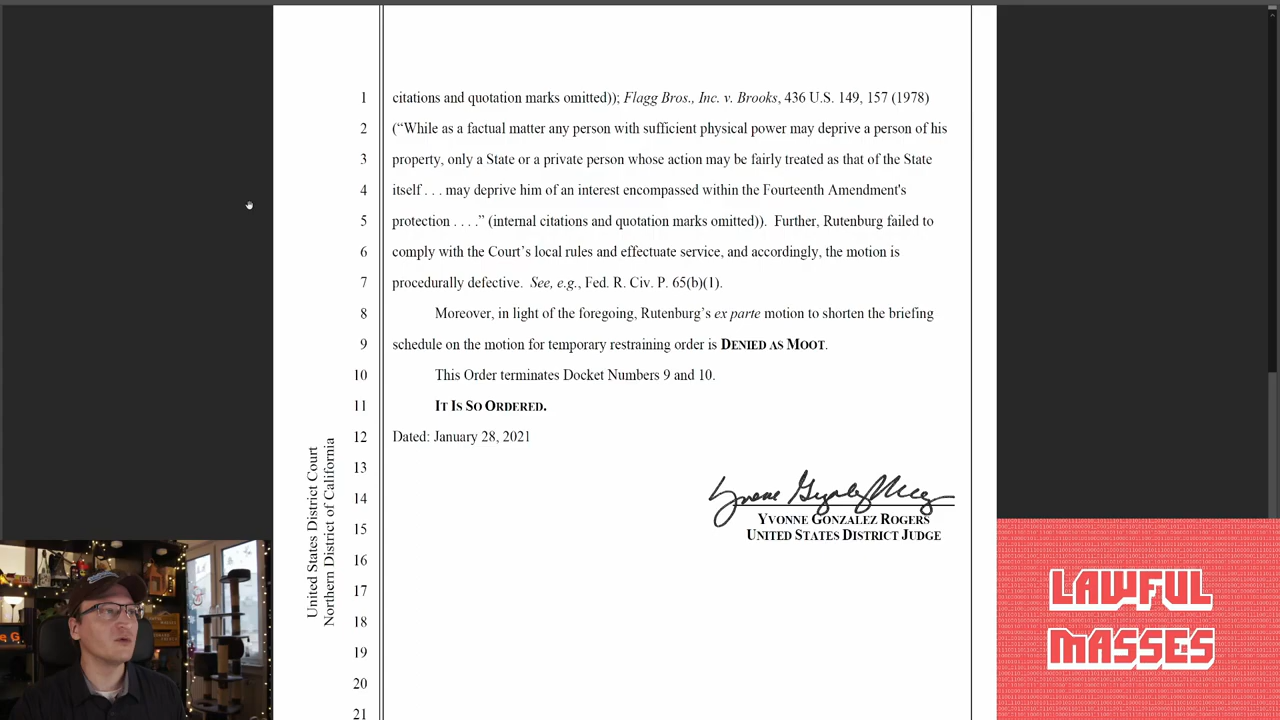 1 citations and quotation marks omitted)); Flagg Bros., Inc. v. Brooks, 436 U.S. 149, 157 (1978)
2 (“While as a factual matter any person with sufficient physical power may deprive a person of his
3 property, only a State or a private person whose action may be fairly treated as that of the State
4 itself . . . may deprive him of an interest encompassed within the Fourteenth Amendment's
5 protection . . . .” (internal citations and quotation marks omitted)).  Further, Rutenburg failed to
6 comply with the Court’s local rules and effectuate service, and accordingly, the motion is
7 procedurally defective.  See, e.g., Fed. R. Civ. P. 65(b)(1).
8 Moreover, in light of the foregoing, Rutenburg’s ex parte motion to shorten the briefing
9 schedule on the motion for temporary restraining order is DENIED AS MOOT.
10 This Order terminates Docket Numbers 9 and 10.
11 IT IS SO ORDERED.
12 Dated: January 28, 2021
13
14
YVONNE GONZALEZ ROGERS
15 UNITED STATES DISTRICT JUDGE
16
17
18
19
20
21
United States District Court
Northern District of California
LAWFUL
MASSES